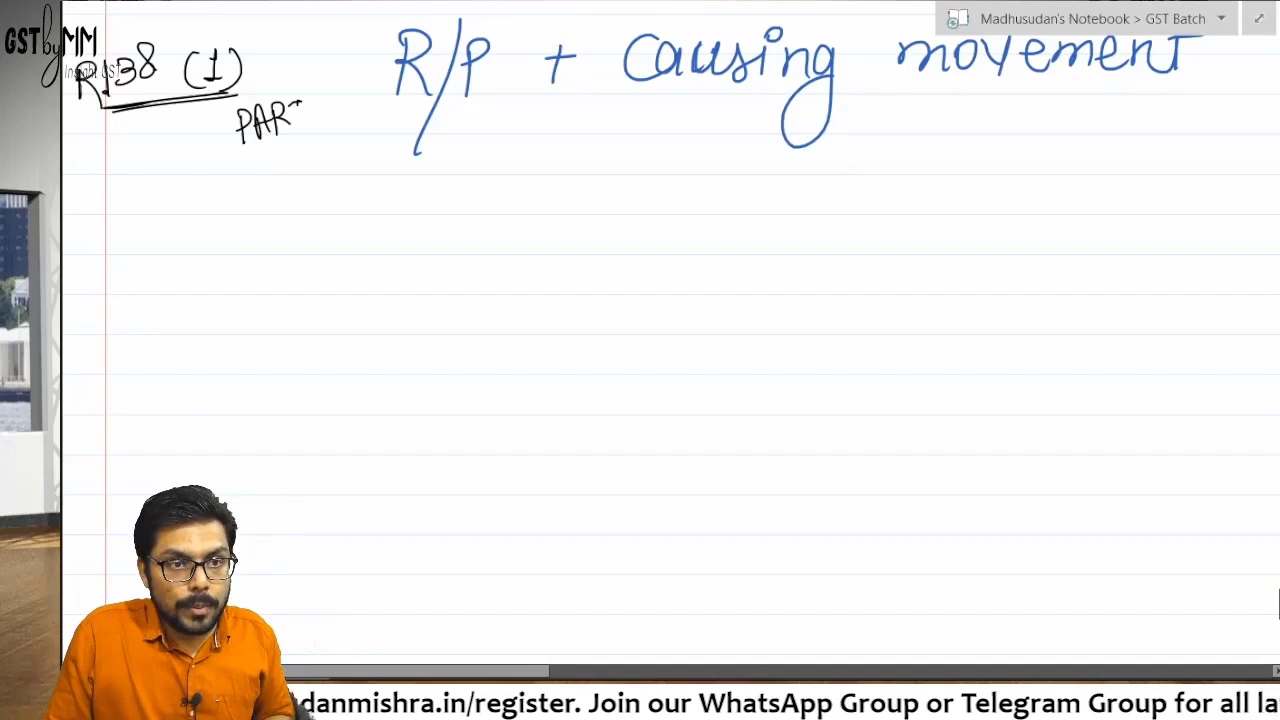 Madhusudan's Notebook > GST Batch
GST by MM
R138 (1)
R/P + causing movement
PART
danmishra.in/register. Join our WhatsApp Group or Telegram Group for all la